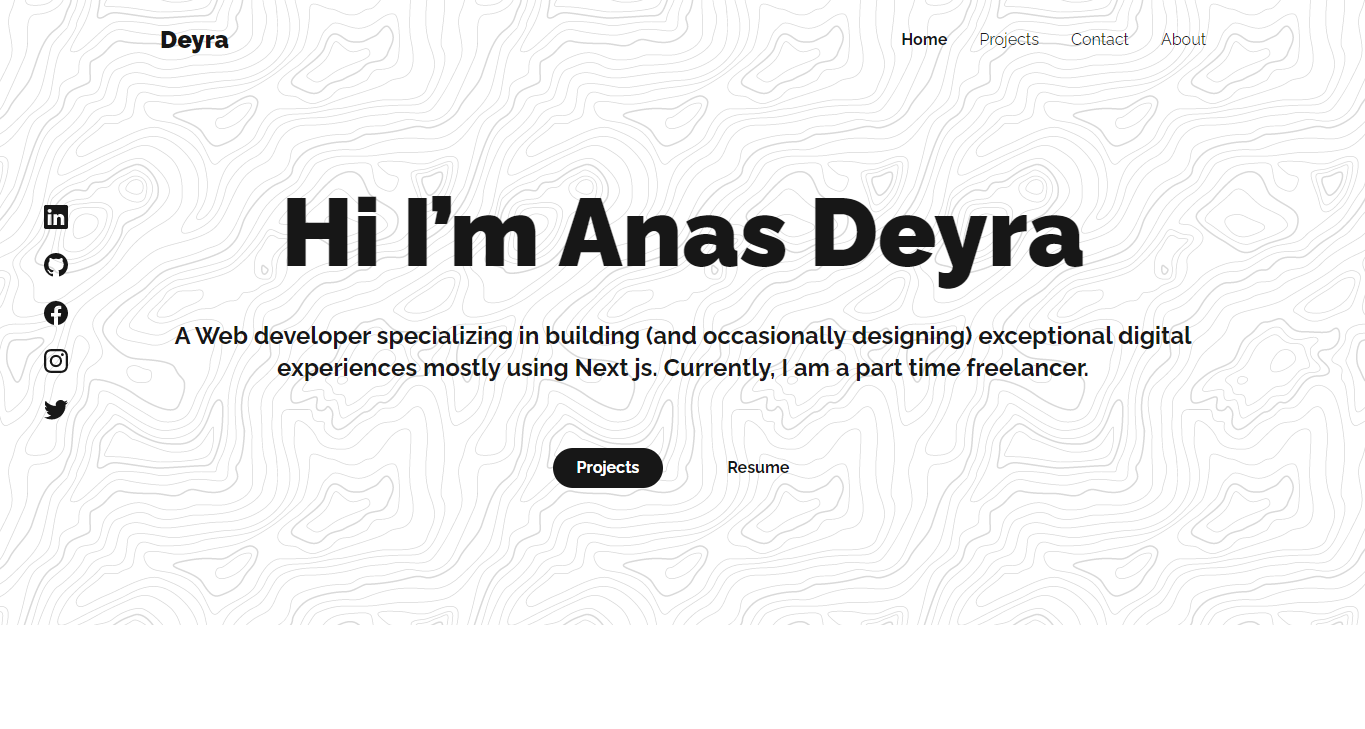 Deyra
Home Projects Contact About
Hi I’m Anas Deyra
A Web developer specializing in building (and occasionally designing) exceptional digital
experiences mostly using Next js. Currently, I am a part time freelancer.
Projects Resume